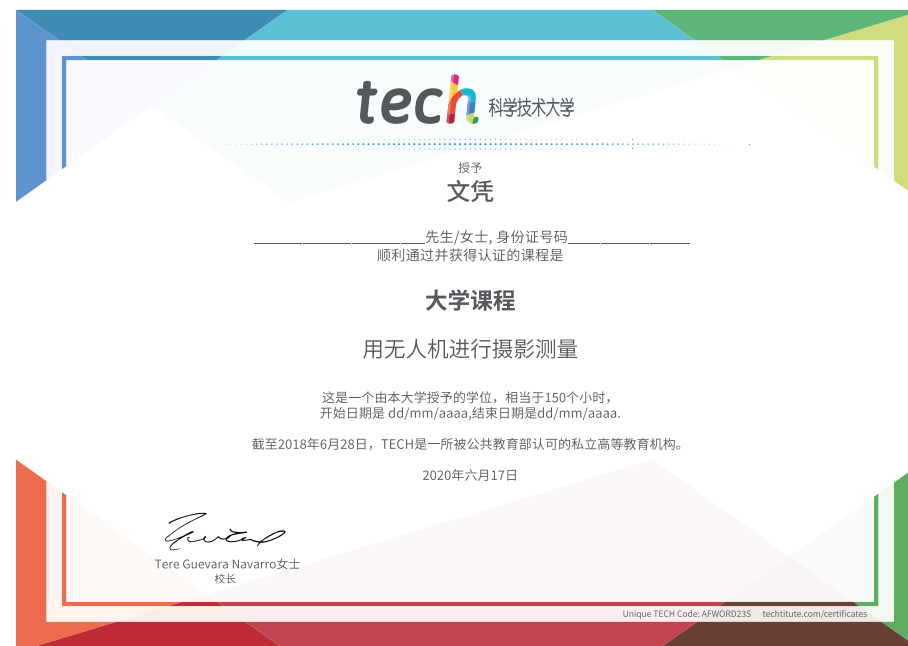 tech 科学技术大学
授予
文凭
______________________先生/女士, 身份证号码_______________
顺利通过并获得认证的课程是
大学课程
用无人机进行摄影测量
这是一个由本大学授予的学位，相当于150个小时，
开始日期是 dd/mm/aaaa,结束日期是dd/mm/aaaa.
截至2018年6月28日，TECH是一所被公共教育部认可的私立高等教育机构。
2020年六月17日
Tere Guevara Navarro女士
校长
Unique TECH Code: AFWORD23S techtitute.com/certificates